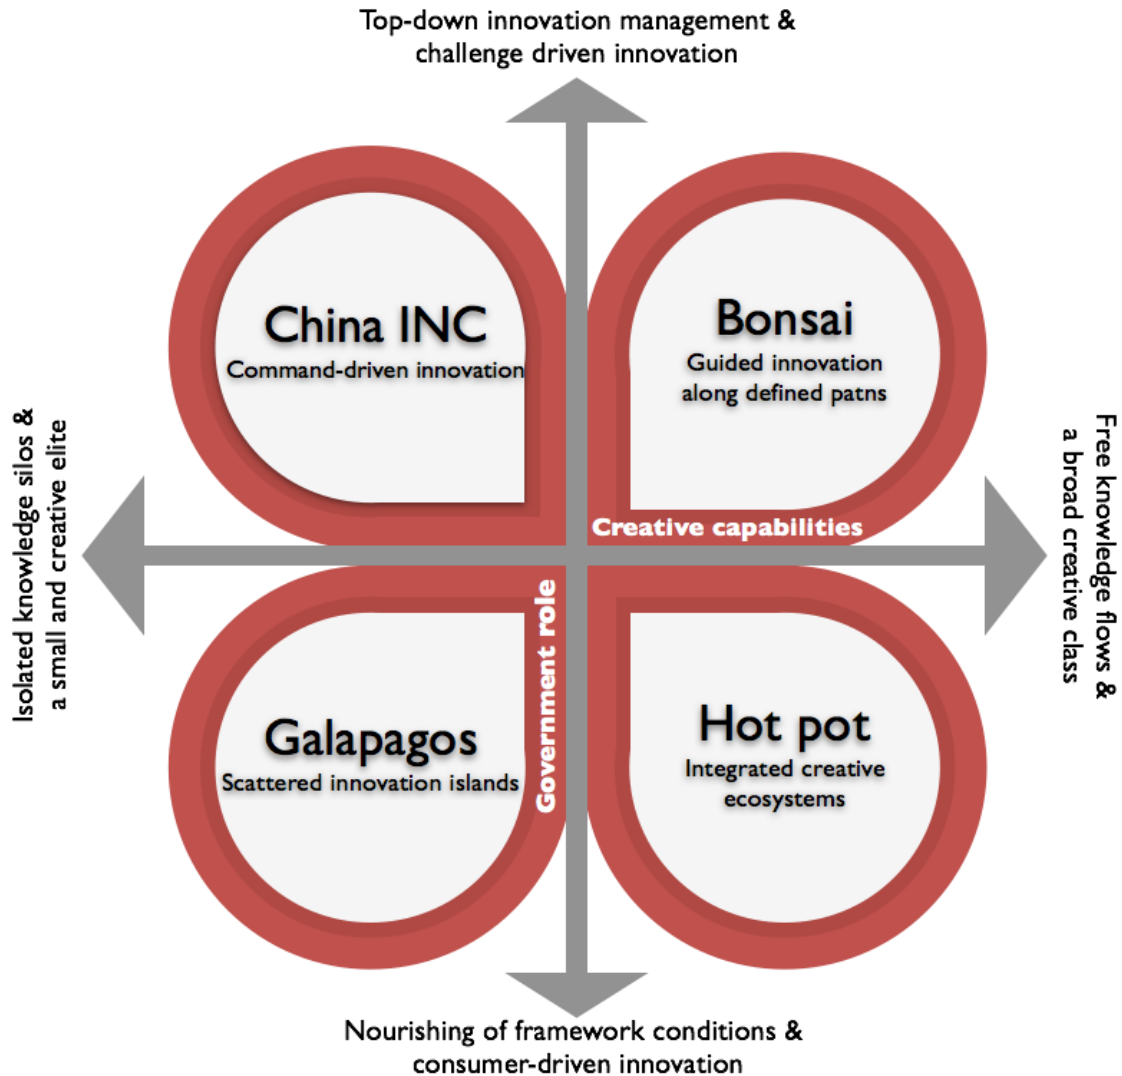 Top-down innovation management &
challenge driven innovation
China INC
Command-driven innovation
Bonsai
Guided innovation
along defined patns
Isolated knowledge silos &
a small and creative elite
Free knowledge flows &
a broad creative class
Creative capabilities
Government role
Galapagos
Scattered innovation islands
Hot pot
Integrated creative
ecosystems
Nourishing of framework conditions &
consumer-driven innovation